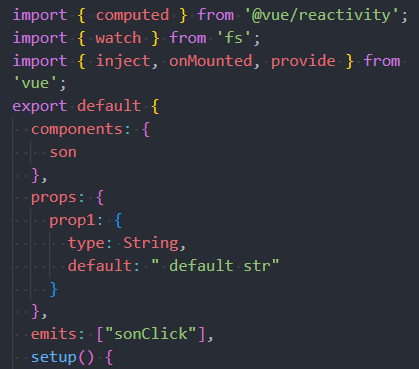 import { computed } from '@vue/reactivity';
import { watch } from 'fs';
import { inject, onMounted, provide } from
'vue';
export default {
  components: {
    son
  },
  props: {
    prop1: {
      type: String,
      default: " default str"
    }
  },
  emits: ["sonClick"],
  setup() {